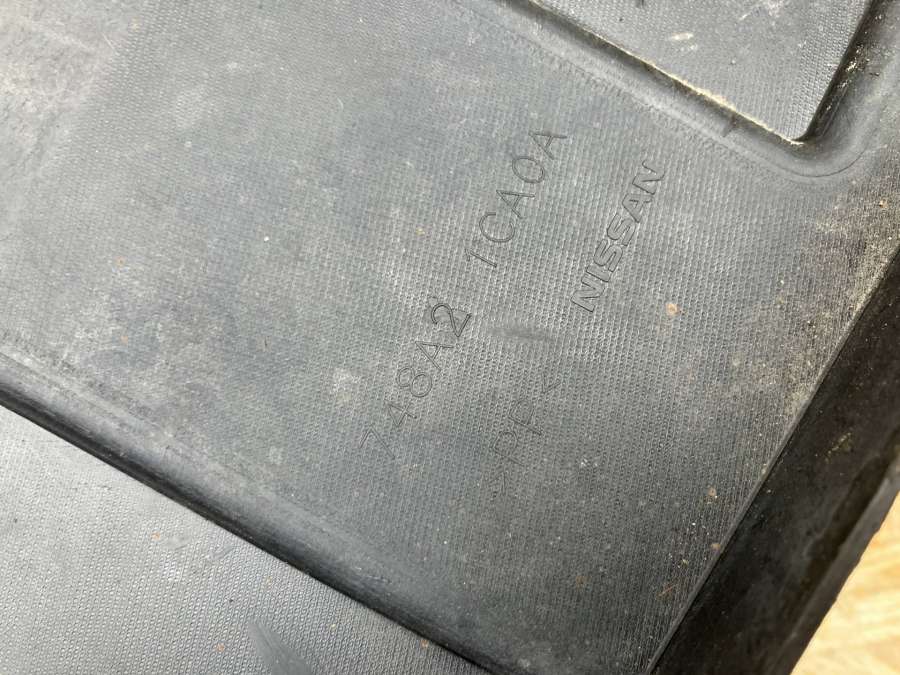 748A2 1CA0A
NISSAN
>PP<